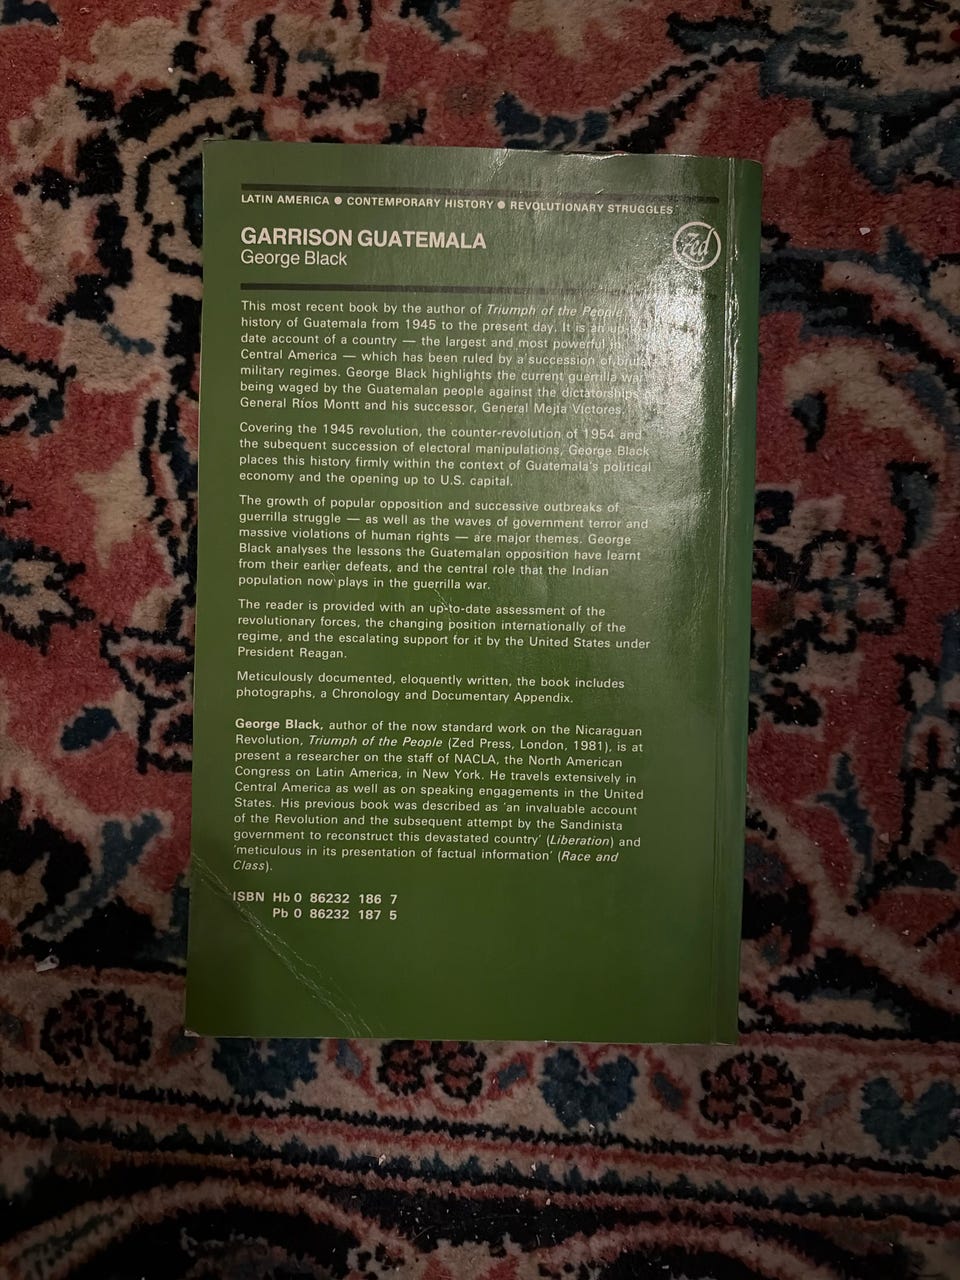 LATIN AMERICA ● CONTEMPORARY HISTORY ● REVOLUTIONARY STRUGGLES
GARRISON GUATEMALA
Zed
George Black
This most recent book by the author of Triumph of the People
history of Guatemala from 1945 to the present day. It is an up-
date account of a country — the largest and most powerful in
Central America — which has been ruled by a succession of brutal
military regimes. George Black highlights the current guerrilla war
being waged by the Guatemalan people against the dictatorships
General Ríos Montt and his successor, General Mejía Victores.
Covering the 1945 revolution, the counter-revolution of 1954 and
the subequent succession of electoral manipulations, George Black
places this history firmly within the context of Guatemala's political
economy and the opening up to U.S. capital.
The growth of popular opposition and successive outbreaks of
guerrilla struggle — as well as the waves of government terror and
massive violations of human rights — are major themes. George
Black analyses the lessons the Guatemalan opposition have learnt
from their earlier defeats, and the central role that the Indian
population now plays in the guerrilla war.
The reader is provided with an up-to-date assessment of the
revolutionary forces, the changing position internationally of the
regime, and the escalating support for it by the United States under
President Reagan.
Meticulously documented, eloquently written, the book includes
photographs, a Chronology and Documentary Appendix.
George Black, author of the now standard work on the Nicaraguan
Revolution, Triumph of the People (Zed Press, London, 1981), is at
present a researcher on the staff of NACLA, the North American
Congress on Latin America, in New York. He travels extensively in
Central America as well as on speaking engagements in the United
States. His previous book was described as 'an invaluable account
of the Revolution and the subsequent attempt by the Sandinista
government to reconstruct this devastated country' (Liberation) and
'meticulous in its presentation of factual information' (Race and
Class).
ISBN Hb 0 86232 186 7
Pb 0 86232 187 5